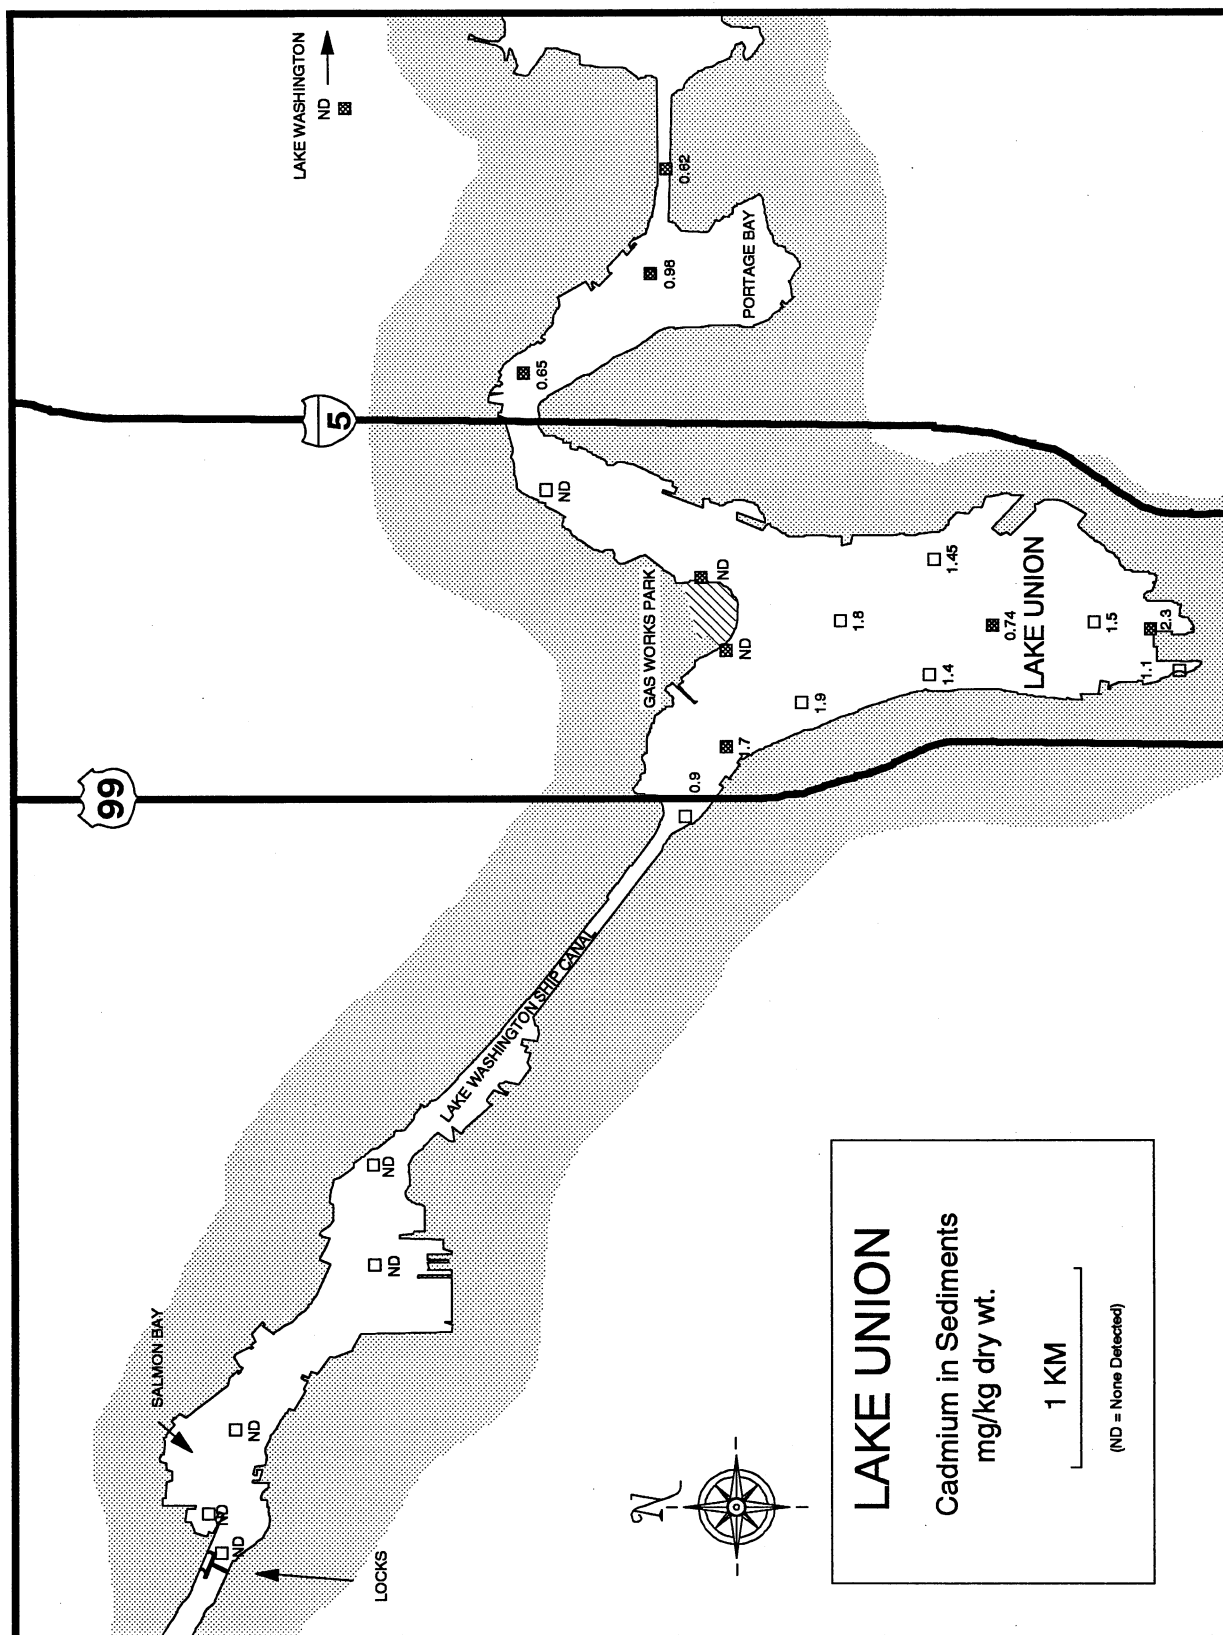 LAKE WASHINGTON
ND
0.62
0.98
PORTAGE BAY
0.65
5
ND
GAS WORKS PARK
ND
ND
1.45
1.8
0.74
LAKE UNION
1.5
2.3
1.4
1.1
1.9
1.7
0.9
99
LAKE WASHINGTON SHIP CANAL
ND
ND
SALMON BAY
ND
ND
ND
LOCKS
N
LAKE UNION
Cadmium in Sediments
mg/kg dry wt.
1 KM
(ND = None Detected)